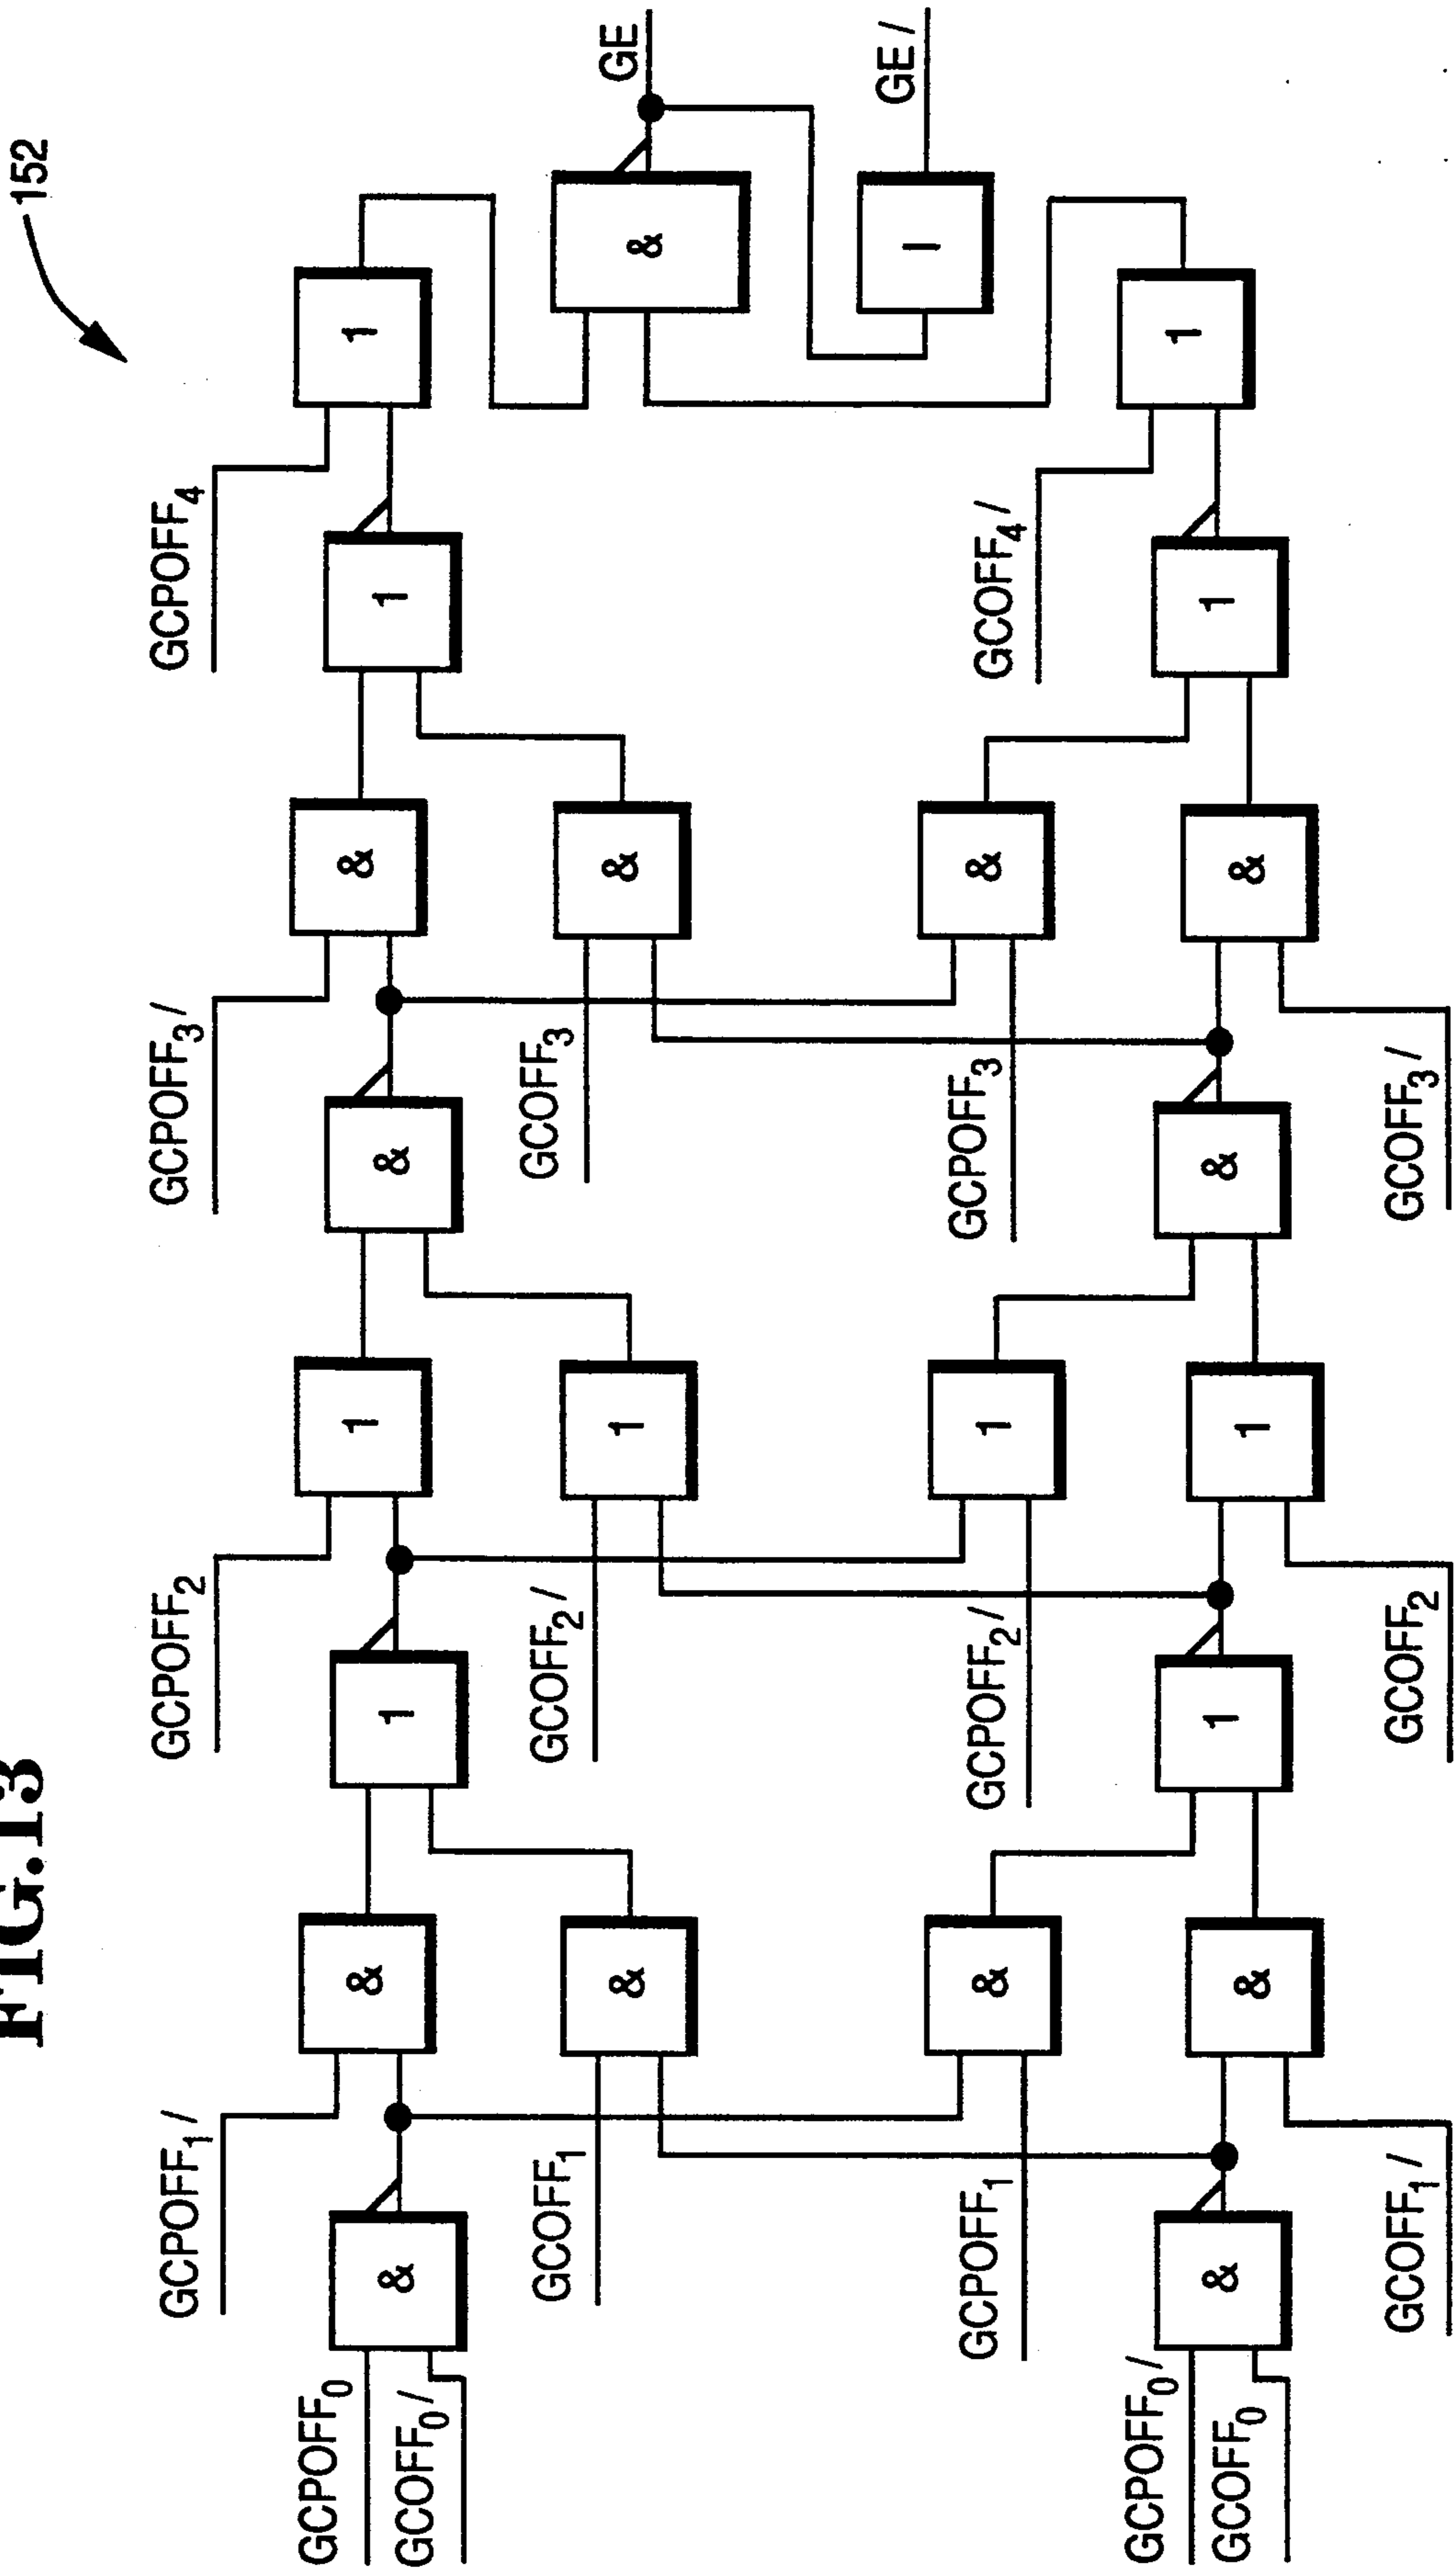 FIG.13
152
GCPOFF₀
GCOFF₀/
GCPOFF₁/
GCPOFF₂
GCPOFF₃/
GCPOFF₄
&
&
1
1
&
&
1
1
GCOFF₁
GCOFF₂/
GCOFF₃
&
1
&
&
GE
I
GE/
GCPOFF₁
GCPOFF₂/
GCPOFF₃
GCOFF₄/
&
1
&
GCPOFF₀/
GCOFF₀
&
&
1
1
&
&
1
1
GCOFF₁/
GCOFF₂
GCOFF₃/